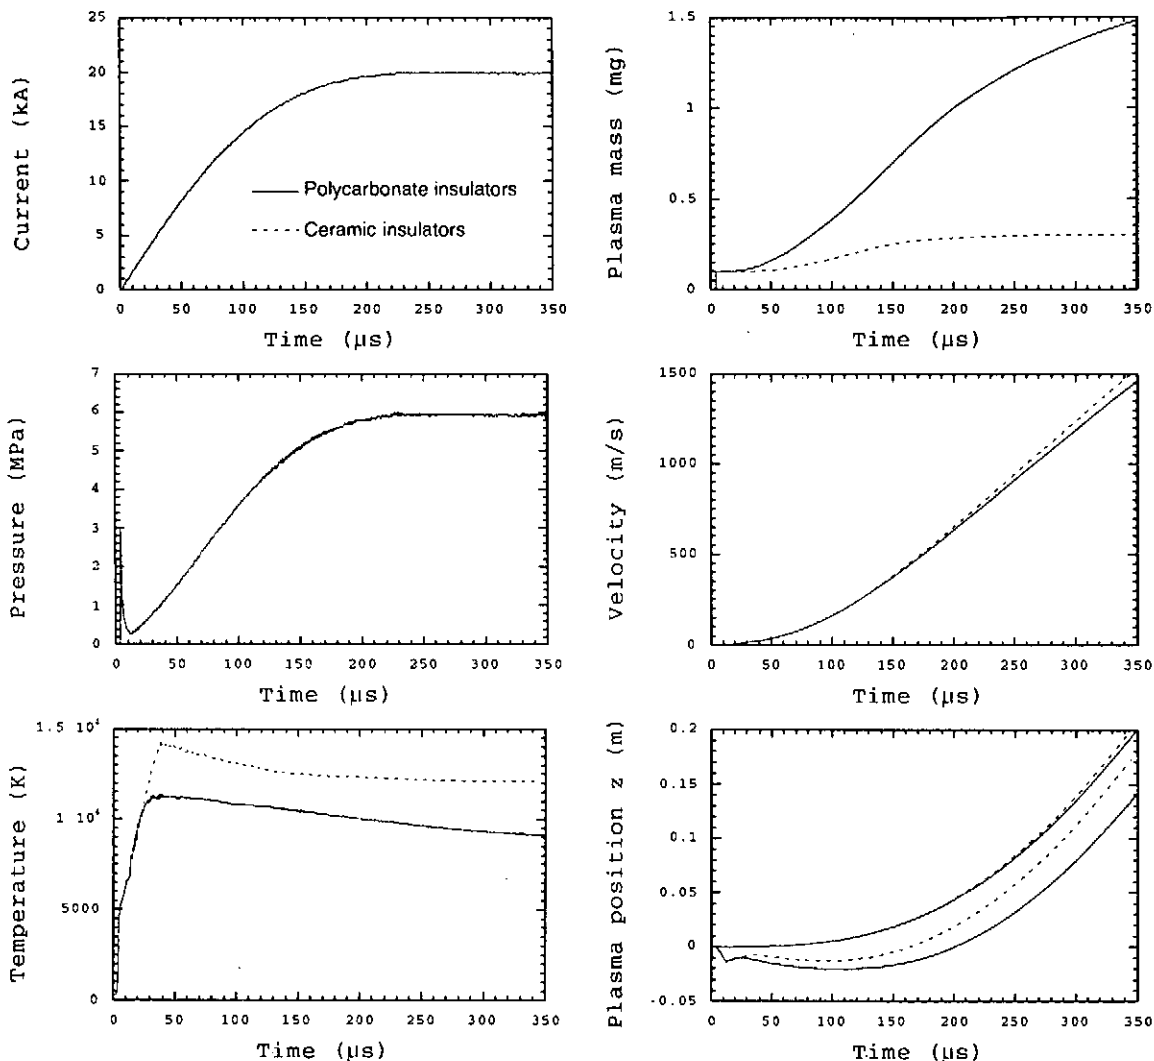 25
20
15
10
5
0
Current (kA)
Polycarbonate insulators
Ceramic insulators
0 50 100 150 200 250 300 350
Time (µs)
1.5
1
0.5
0
Plasma mass (mg)
0 50 100 150 200 250 300 350
Time (µs)
7
6
5
4
3
2
1
0
Pressure (MPa)
0 50 100 150 200 250 300 350
Time (µs)
1500
1000
500
0
Velocity (m/s)
0 50 100 150 200 250 300 350
Time (µs)
1.5 10⁴
1 10⁴
5000
0
Temperature (K)
0 50 100 150 200 250 300 350
Time (µs)
0.2
0.15
0.1
0.05
0
-0.05
Plasma position z (m)
0 50 100 150 200 250 300 350
Time (µs)